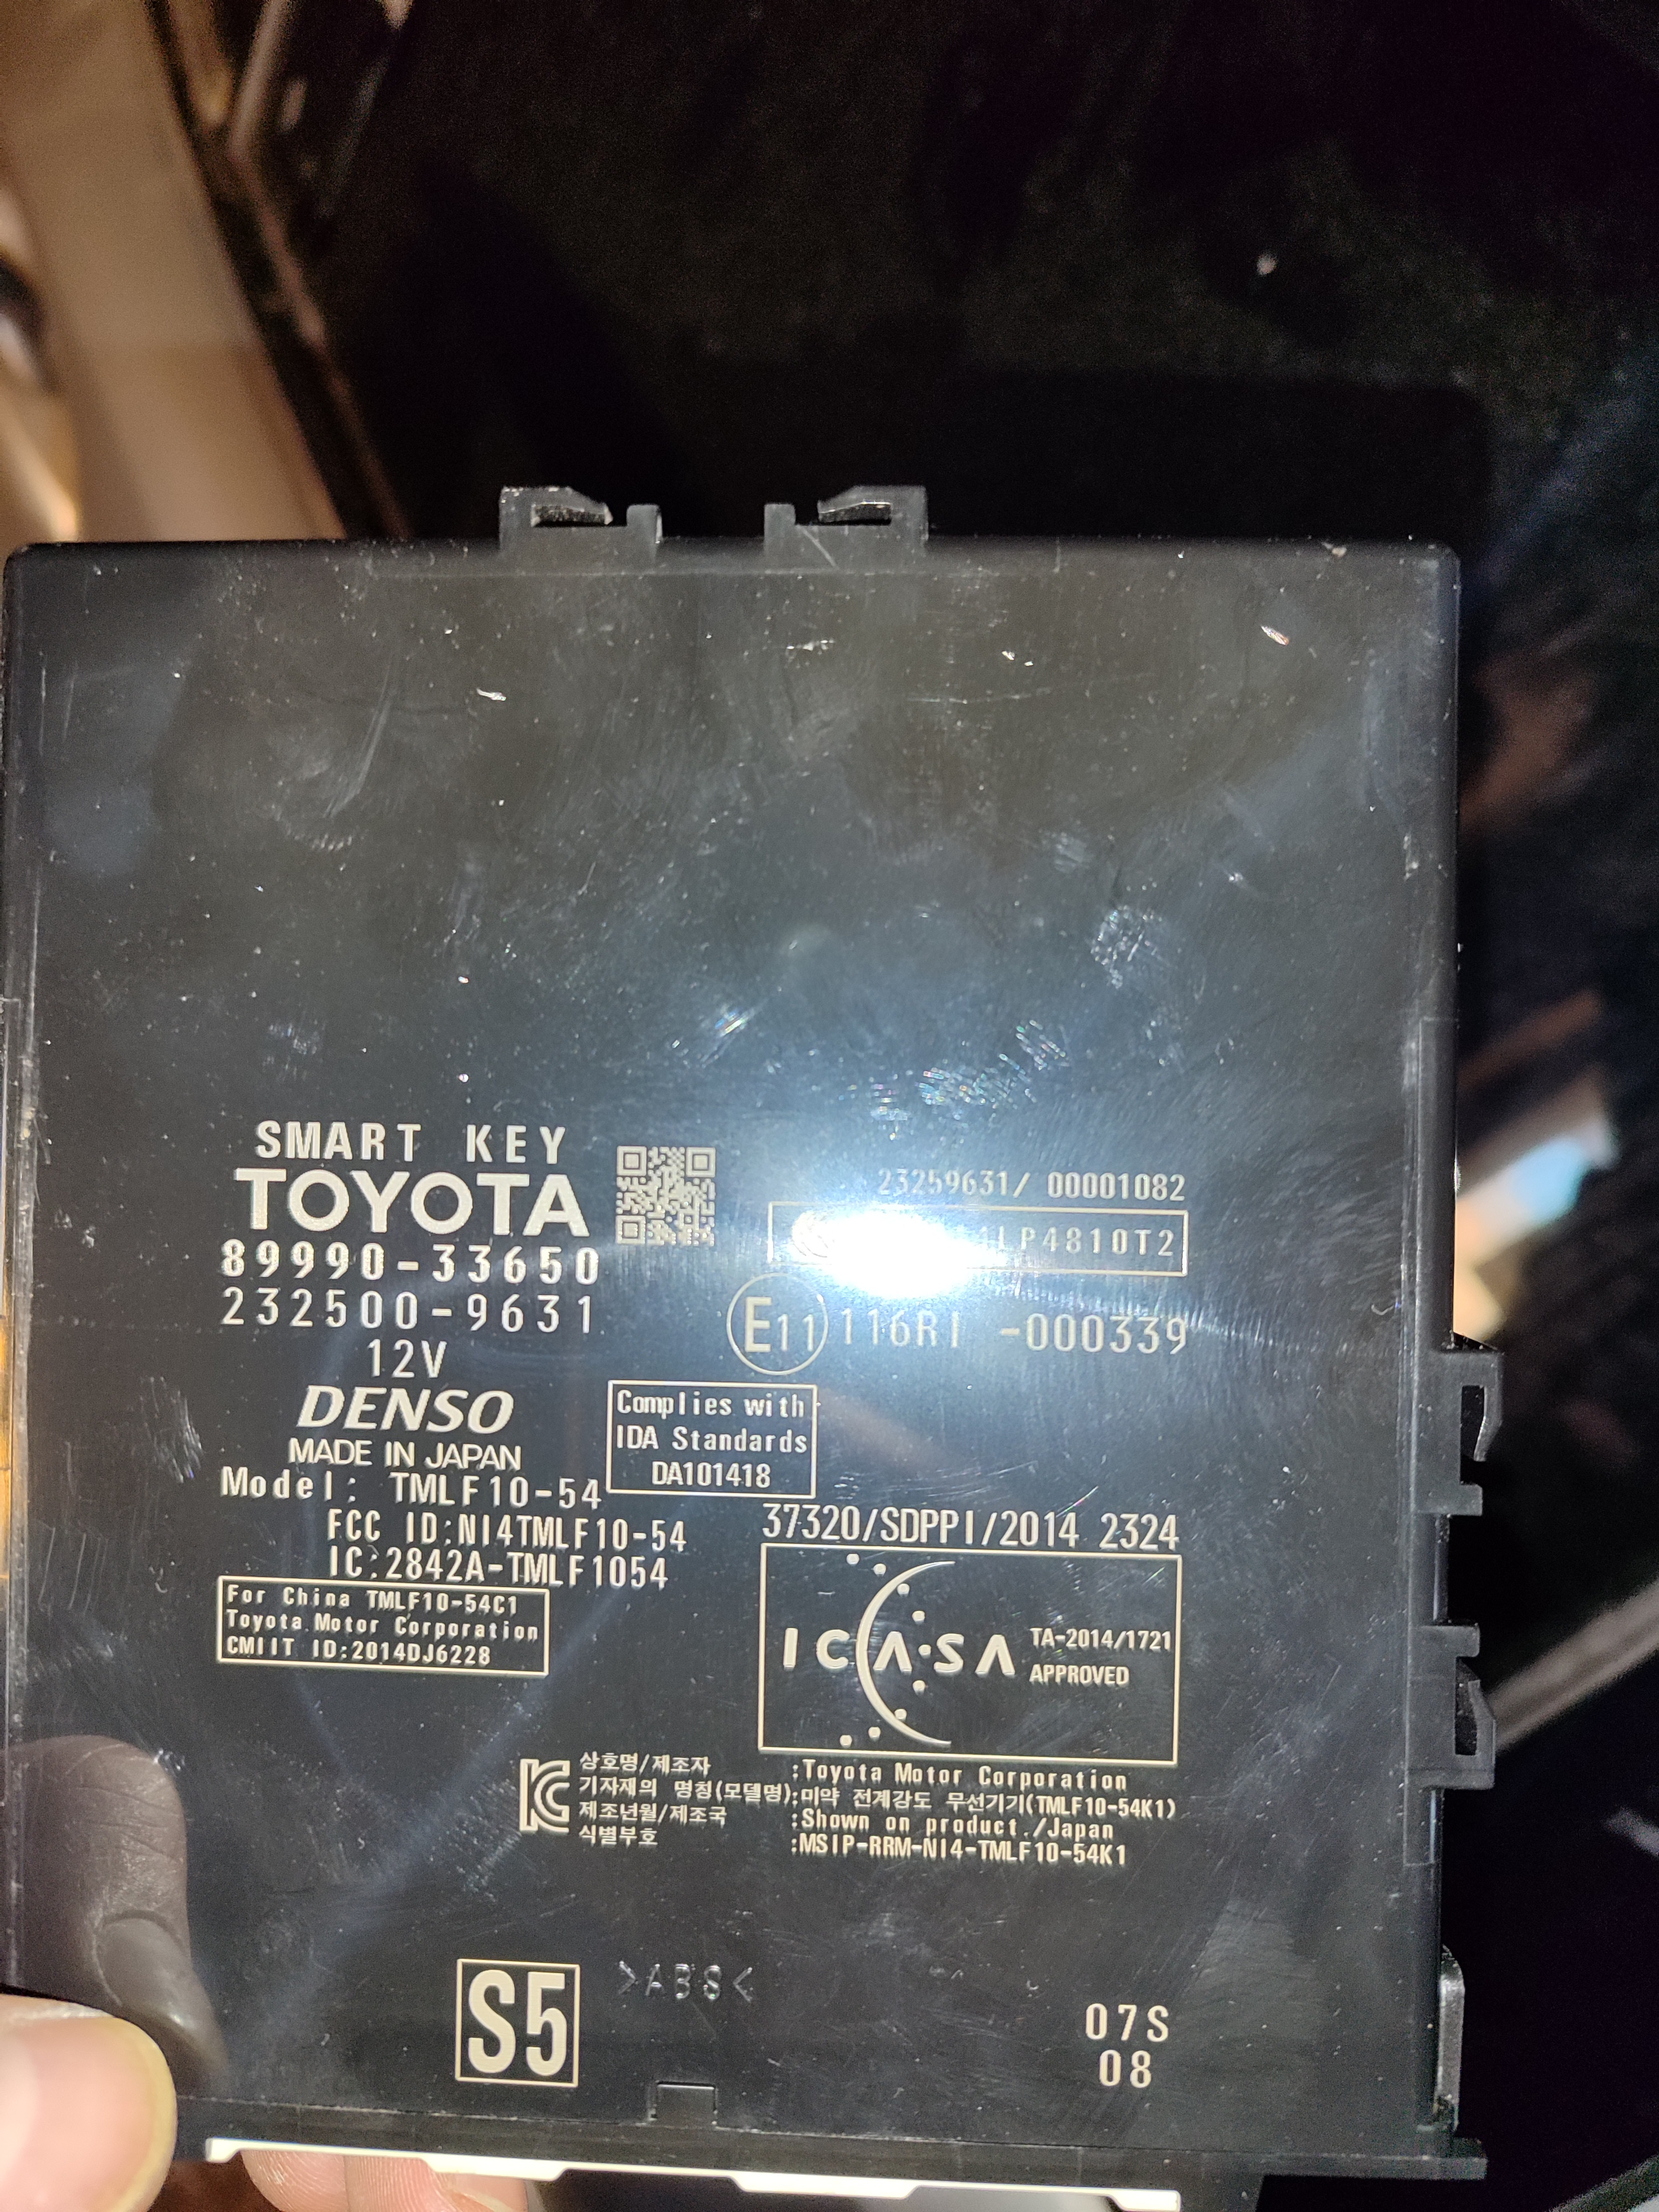 SMART KEY
TOYOTA
89990-33650
232500-9631
12V
DENSO
MADE IN JAPAN
Model: TMLF10-54
FCC ID:NI4TMLF10-54
IC:2842A-TMLF1054
For China TMLF10-54C1
Toyota Motor Corporation
CMIIT ID:2014DJ6228
23259631/ 00001082
LP4810T2
E11 116RI -000339
Complies with
IDA Standards
DA101418
37320/SDPPI/2014 2324
ICASA
TA-2014/1721
APPROVED
상호명/제조자 :Toyota Motor Corporation
기자재의 명칭(모델명):미약 전계강도 무선기기(TMLF10-54K1)
제조년월/제조국 :Shown on product./Japan
식별부호 :MSIP-RRM-NI4-TMLF10-54K1
S5
>ABS<
07S
08